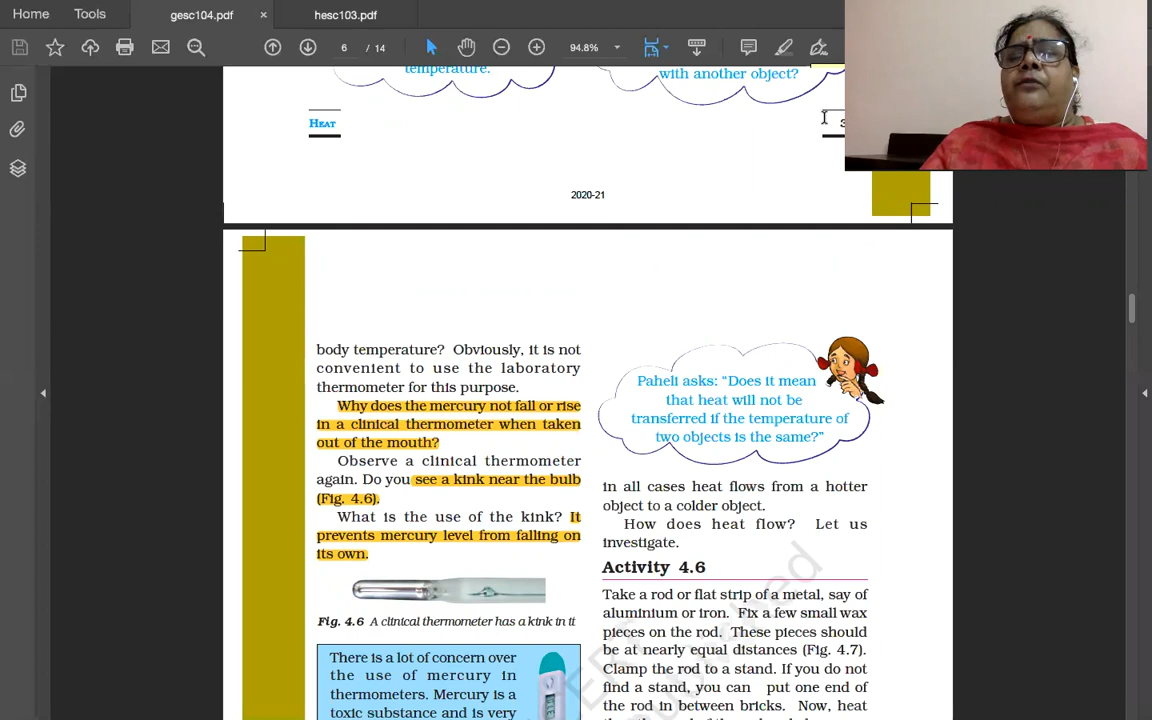 Home
Tools
gesc104.pdf
×
hesc103.pdf
6 / 14
94.8%
temperature.
with another object?
HEAT
3
2020-21
body temperature? Obviously, it is not
convenient to use the laboratory
thermometer for this purpose.
Why does the mercury not fall or rise
in a clinical thermometer when taken
out of the mouth?
Observe a clinical thermometer
again. Do you see a kink near the bulb
(Fig. 4.6).
What is the use of the kink? It
prevents mercury level from falling on
its own.
Fig. 4.6 A clinical thermometer has a kink in it
There is a lot of concern over
the use of mercury in
thermometers. Mercury is a
toxic substance and is very
Paheli asks: “Does it mean
that heat will not be
transferred if the temperature of
two objects is the same?”
in all cases heat flows from a hotter
object to a colder object.
How does heat flow? Let us
investigate.
Activity 4.6
Take a rod or flat strip of a metal, say of
aluminium or iron. Fix a few small wax
pieces on the rod. These pieces should
be at nearly equal distances (Fig. 4.7).
Clamp the rod to a stand. If you do not
find a stand, you can put one end of
the rod in between bricks. Now, heat